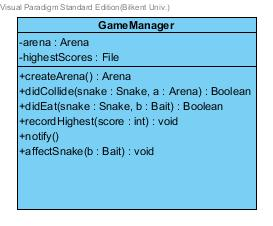 Visual Paradigm Standard Edition(Bilkent Univ.)
GameManager
-arena : Arena
-highestScores : File
+createArena() : Arena
+didCollide(snake : Snake, a : Arena) : Boolean
+didEat(snake : Snake, b : Bait) : Boolean
+recordHighest(score : int) : void
+notify()
+affectSnake(b : Bait) : void